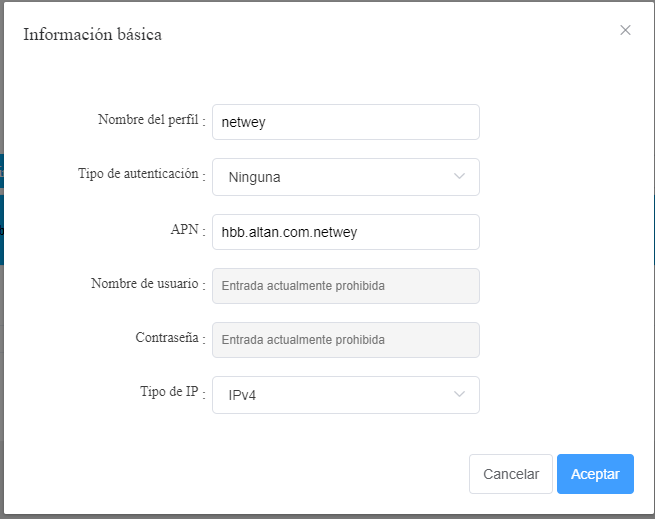 Información básica
Nombre del perfil : netwey
Tipo de autenticación : Ninguna
APN : hbb.altan.com.netwey
Nombre de usuario : Entrada actualmente prohibida
Contraseña : Entrada actualmente prohibida
Tipo de IP : IPv4
Cancelar Aceptar